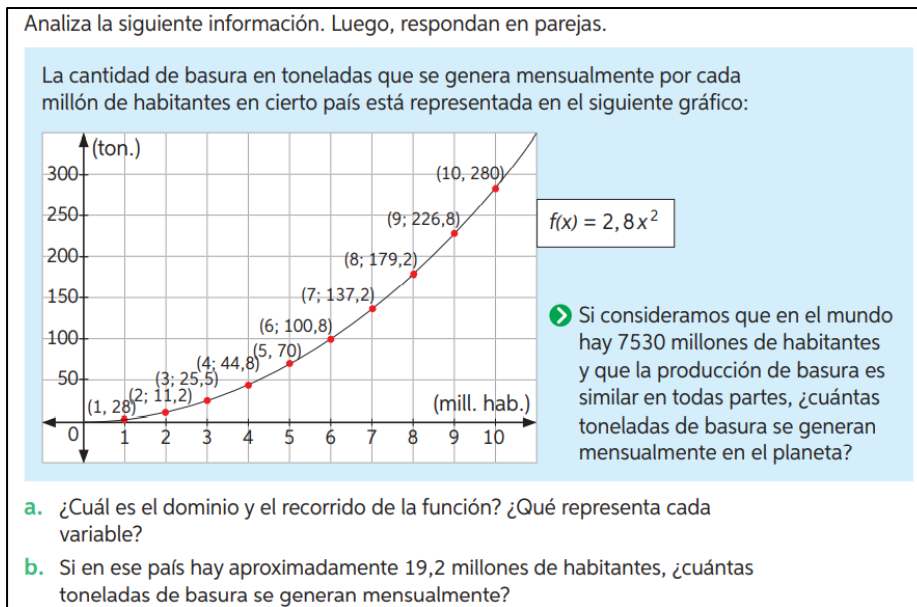 Analiza la siguiente información. Luego, respondan en parejas.
La cantidad de basura en toneladas que se genera mensualmente por cada
millón de habitantes en cierto país está representada en el siguiente gráfico:
(ton.)
300
250
200
150
100
50
0
1
2
3
4
5
6
7
8
9
10
(mill. hab.)
(1, 28)
(2; 11,2)
(3; 25,5)
(4; 44,8)
(5, 70)
(6; 100,8)
(7; 137,2)
(8; 179,2)
(9; 226,8)
(10, 280)
f(x) = 2,8x²
Si consideramos que en el mundo
hay 7530 millones de habitantes
y que la producción de basura es
similar en todas partes, ¿cuántas
toneladas de basura se generan
mensualmente en el planeta?
a. ¿Cuál es el dominio y el recorrido de la función? ¿Qué representa cada
variable?
b. Si en ese país hay aproximadamente 19,2 millones de habitantes, ¿cuántas
toneladas de basura se generan mensualmente?